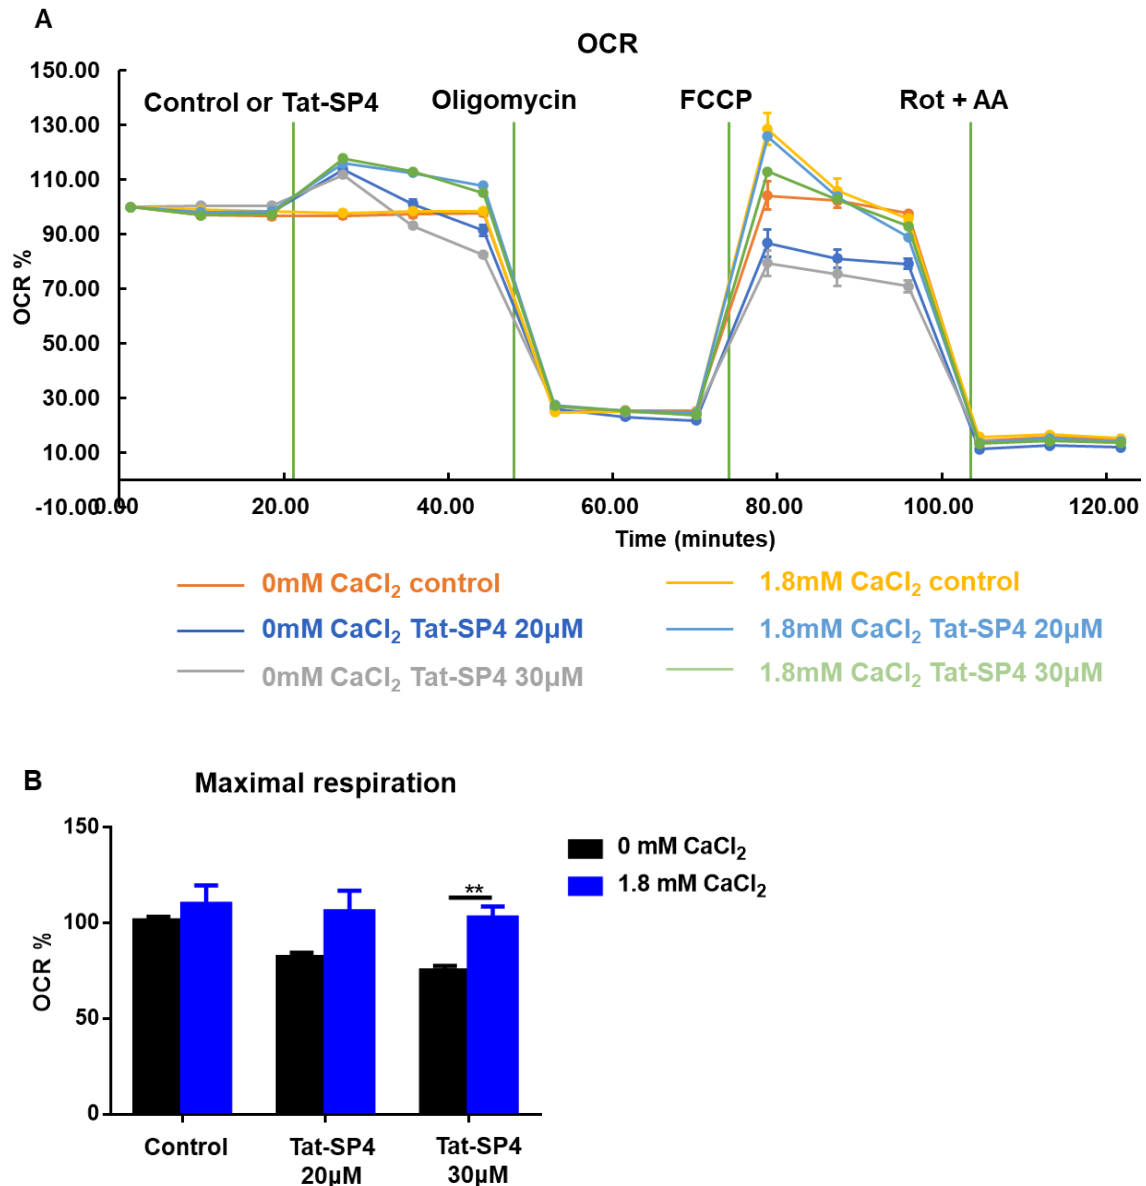 A
OCR
150.00
130.00
110.00
90.00
70.00
50.00
30.00
10.00
-10.00
OCR %
Control or Tat-SP4
Oligomycin
FCCP
Rot + AA
0.00 20.00 40.00 60.00 80.00 100.00 120.00
Time (minutes)
0mM CaCl₂ control
1.8mM CaCl₂ control
0mM CaCl₂ Tat-SP4 20μM
1.8mM CaCl₂ Tat-SP4 20μM
0mM CaCl₂ Tat-SP4 30μM
1.8mM CaCl₂ Tat-SP4 30μM
B
Maximal respiration
150
100
50
0
OCR %
**
0 mM CaCl₂
1.8 mM CaCl₂
Control
Tat-SP4
20μM
Tat-SP4
30μM